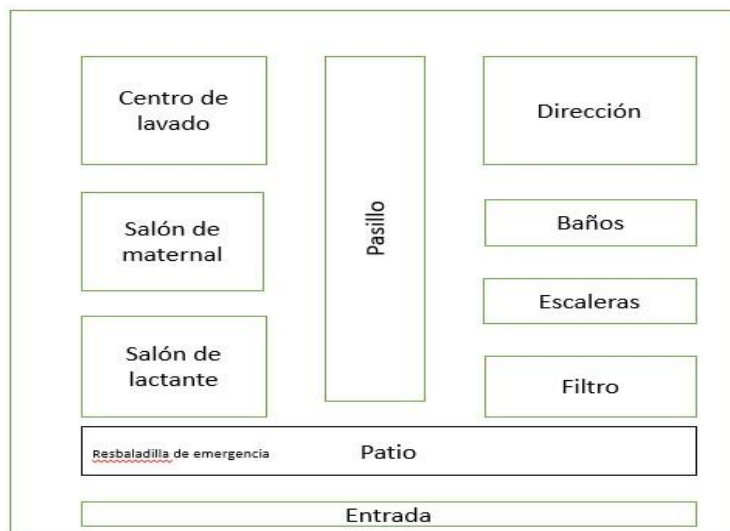 Centro de
lavado
Pasillo
Dirección
Salón de
maternal
Baños
Escaleras
Salón de
lactante
Filtro
Resbaladilla de emergencia
Patio
Entrada